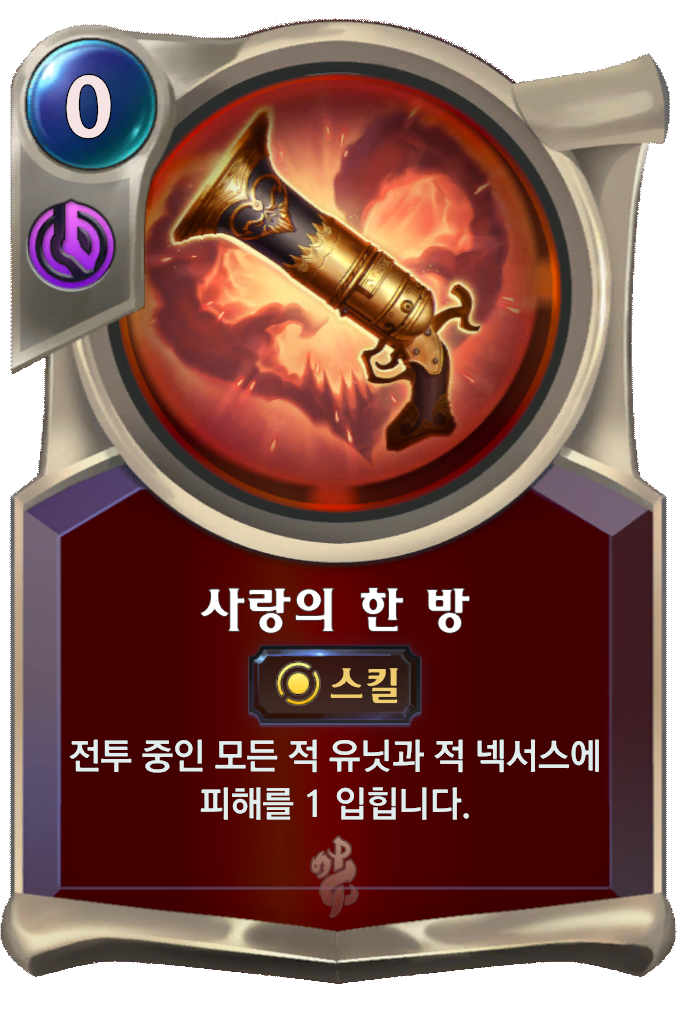 0
사랑의 한 방
스킬
전투 중인 모든 적 유닛과 적 넥서스에
피해를 1 입힙니다.